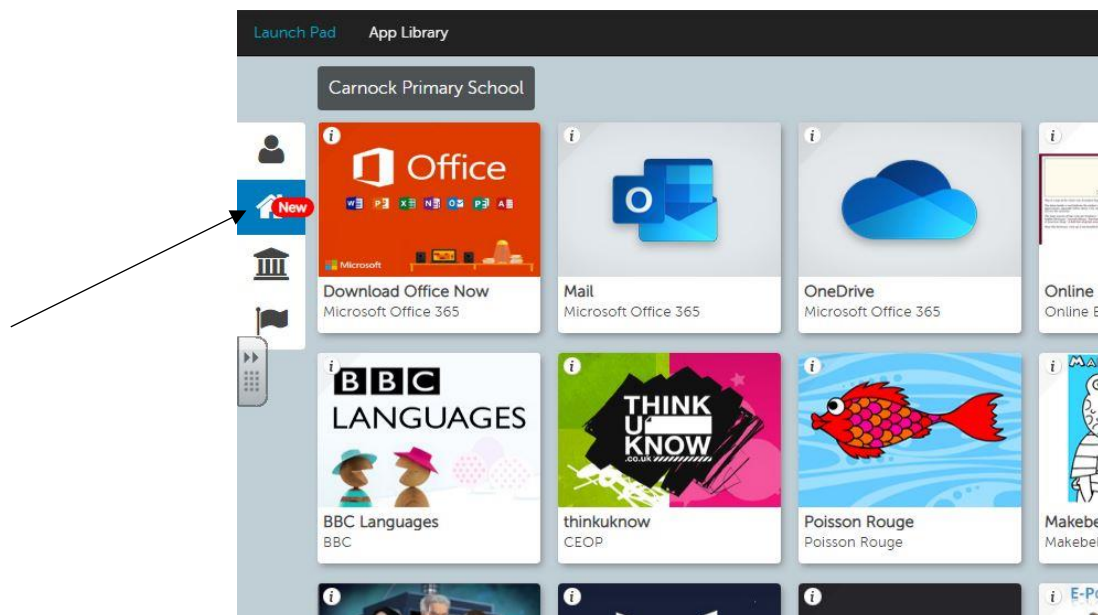 Launch Pad App Library
Carnock Primary School
New
Office
Microsoft
Download Office Now
Microsoft Office 365
Mail
Microsoft Office 365
OneDrive
Microsoft Office 365
Online
Online E
BBC
LANGUAGES
BBC Languages
BBC
THINK
U
KNOW
.co.uk
thinkuknow
CEOP
Poisson Rouge
Poisson Rouge
MA
Makebe
Makebel
E-Po